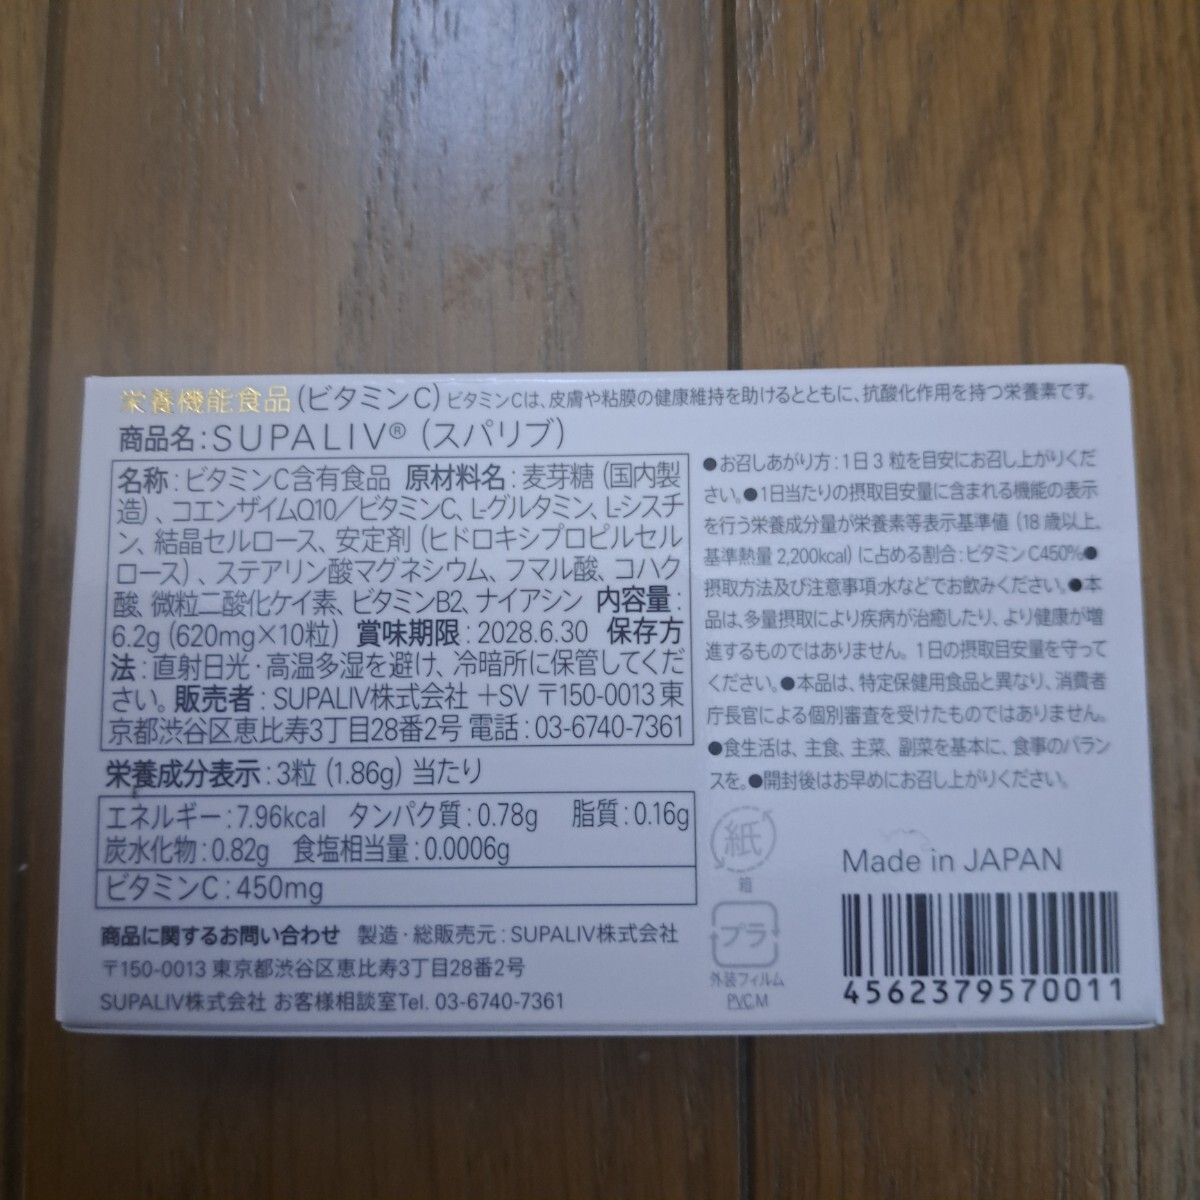 栄養機能食品(ビタミンC) ビタミンCは、皮膚や粘膜の健康維持を助けるとともに、抗酸化作用を持つ栄養素です。
商品名:SUPALIV®(スパリブ)
名称:ビタミンC含有食品 原材料名:麦芽糖(国内製
造)、コエンザイムQ10/ビタミンC、L-グルタミン、L-シスチ
ン、結晶セルロース、安定剤(ヒドロキシプロピルセル
ロース)、ステアリン酸マグネシウム、フマル酸、コハク
酸、微粒二酸化ケイ素、ビタミンB2、ナイアシン 内容量:
6.2g(620mg×10粒) 賞味期限:2028.6.30 保存方
法:直射日光・高温多湿を避け、冷暗所に保管してくだ
さい。販売者:SUPALIV株式会社 +SV 〒150-0013 東
京都渋谷区恵比寿3丁目28番2号 電話:03-6740-7361
栄養成分表示:3粒(1.86g)当たり
エネルギー:7.96kcal タンパク質:0.78g 脂質:0.16g
炭水化物:0.82g 食塩相当量:0.0006g
ビタミンC:450mg
商品に関するお問い合わせ 製造・総販売元:SUPALIV株式会社
〒150-0013 東京都渋谷区恵比寿3丁目28番2号
SUPALIV株式会社 お客様相談室Tel. 03-6740-7361
●お召しあがり方:1日3粒を目安にお召し上がりくだ
さい。●1日当たりの摂取目安量に含まれる機能の表示
を行う栄養成分量が栄養素等表示基準値(18歳以上、
基準熱量2,200kcal)に占める割合:ビタミンC450%●
摂取方法及び注意事項:水などでお飲みください。●本
品は、多量摂取により疾病が治癒したり、より健康が増
進するものではありません。1日の摂取目安量を守って
ください。●本品は、特定保健用食品と異なり、消費者
庁長官による個別審査を受けたものではありません。
●食生活は、主食、主菜、副菜を基本に、食事のバラン
スを。●開封後はお早めにお召し上がりください。
紙
箱
プラ
外装フィルム
PVC,M
Made in JAPAN
4562379570011